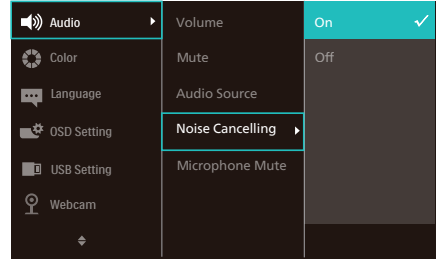 Audio
Color
Language
OSD Setting
USB Setting
Webcam
Volume
Mute
Audio Source
Noise Cancelling
Microphone Mute
On
Off